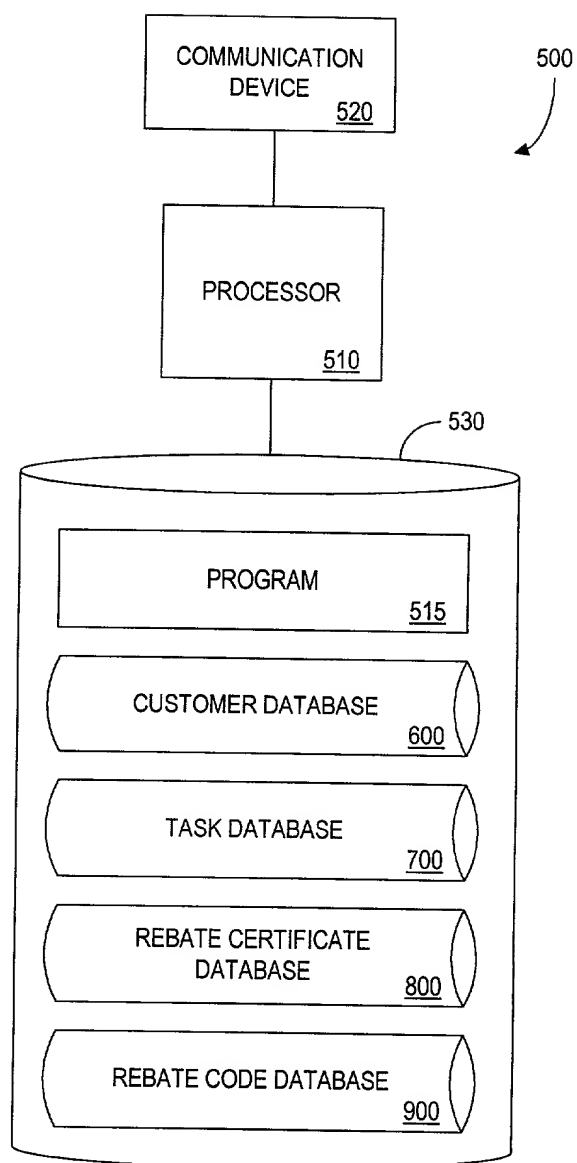 COMMUNICATION
DEVICE
520
500
PROCESSOR
510
530
PROGRAM
515
CUSTOMER DATABASE
600
TASK DATABASE
700
REBATE CERTIFICATE
DATABASE
800
REBATE CODE DATABASE
900